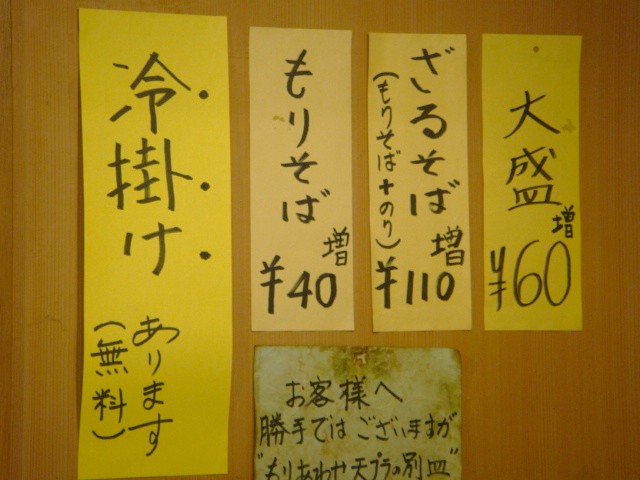 大盛
増
¥60
ざるそば
(もりそば+のり)
増
¥110
もりそば
増
¥40
冷掛け
あります
(無料)
お客様へ
勝手ではございますが
"もりあわせ天プラの別皿"